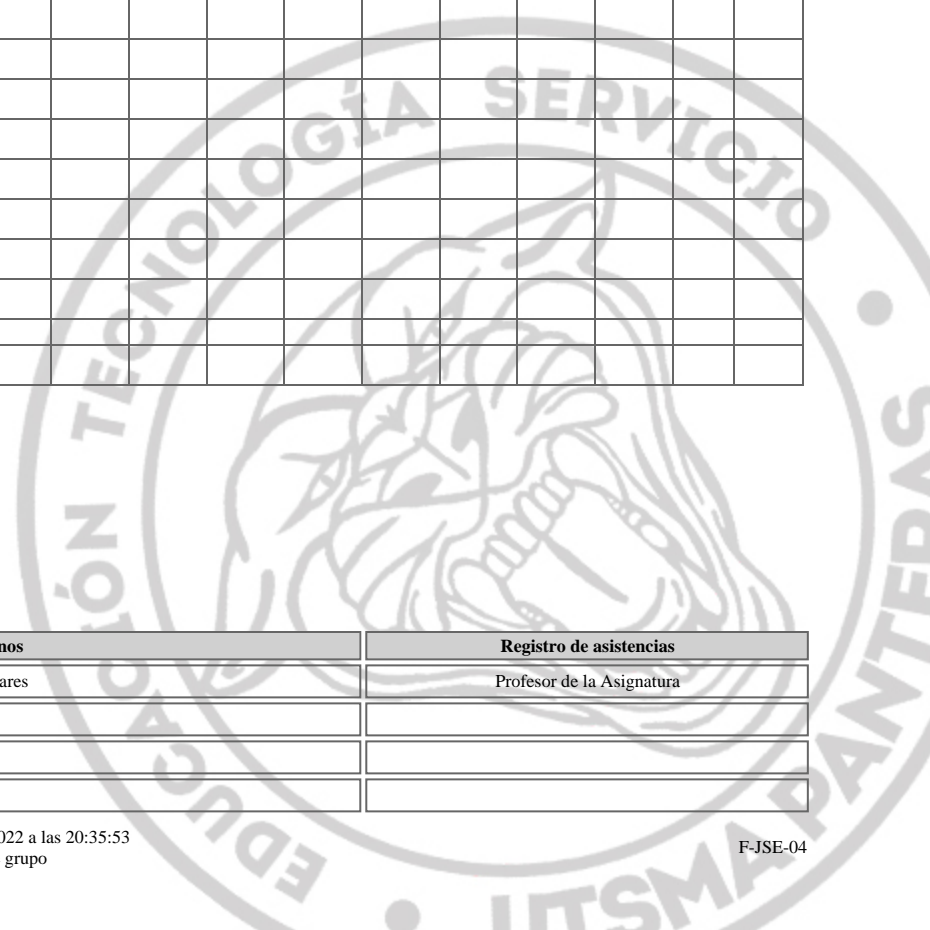 EDUCACIÓN TECNOLOGÍA SERVICIO
UTSMA PANTERAS
nos
Registro de asistencias
ares
Profesor de la Asignatura
022 a las 20:35:53
grupo
F-JSE-04